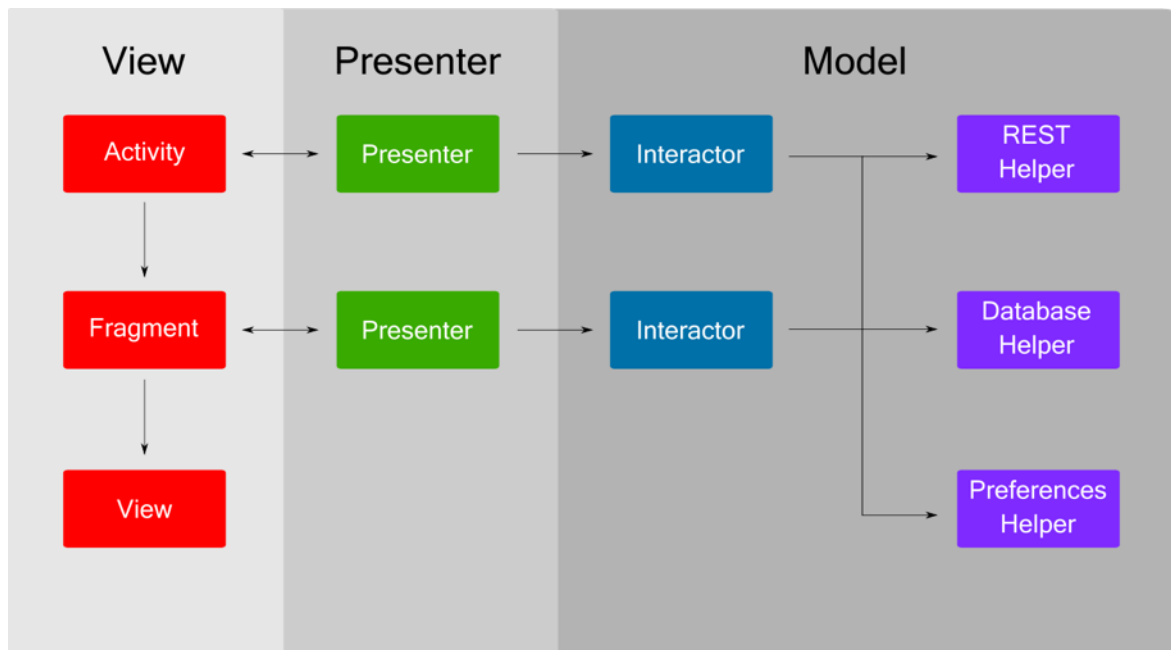 View
Presenter
Model
Activity
Presenter
Interactor
REST
Helper
Fragment
Presenter
Interactor
Database
Helper
View
Preferences
Helper